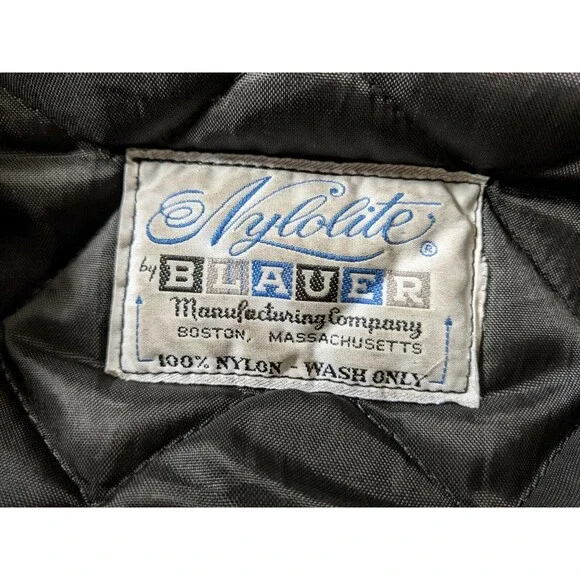 Nylolite®
by BLAUER
Manufacturing Company
BOSTON, MASSACHUSETTS
100% NYLON - WASH ONLY